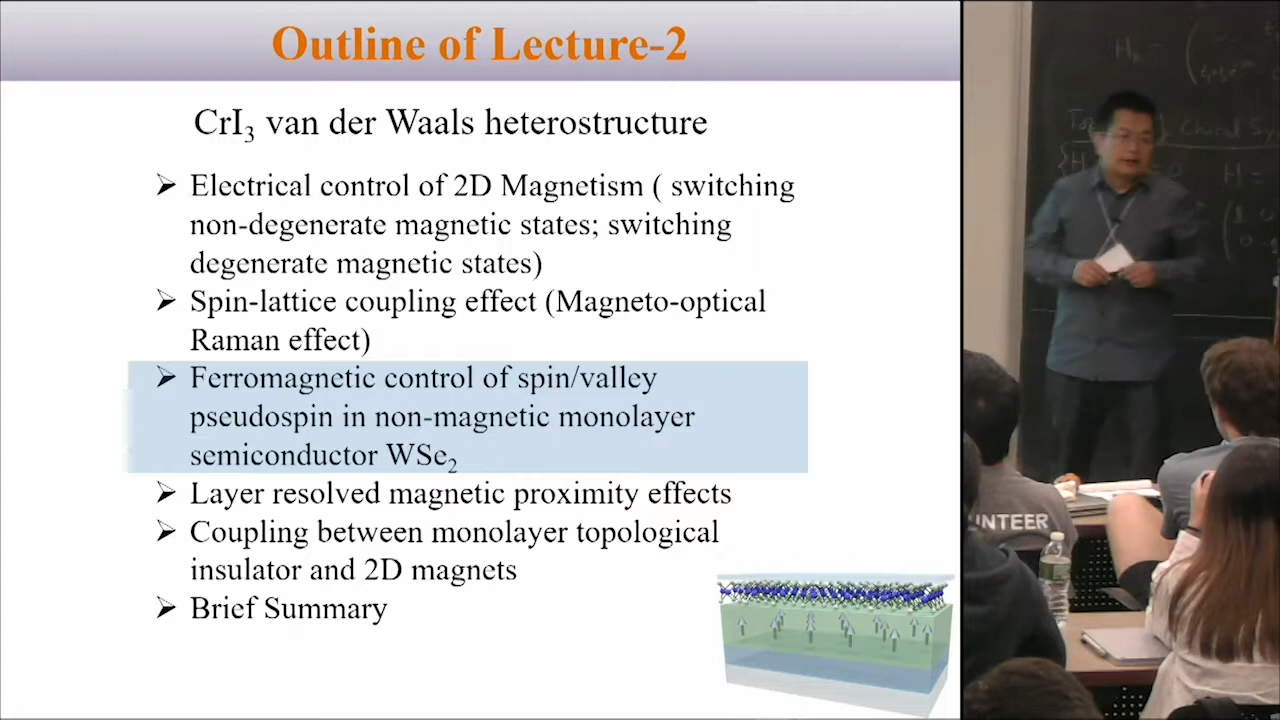 Outline of Lecture-2
CrI₃ van der Waals heterostructure
➢ Electrical control of 2D Magnetism ( switching
non-degenerate magnetic states; switching
degenerate magnetic states)
➢ Spin-lattice coupling effect (Magneto-optical
Raman effect)
➢ Ferromagnetic control of spin/valley
pseudospin in non-magnetic monolayer
semiconductor WSe₂
➢ Layer resolved magnetic proximity effects
➢ Coupling between monolayer topological
insulator and 2D magnets
➢ Brief Summary
Chiral
H =
UNTEER